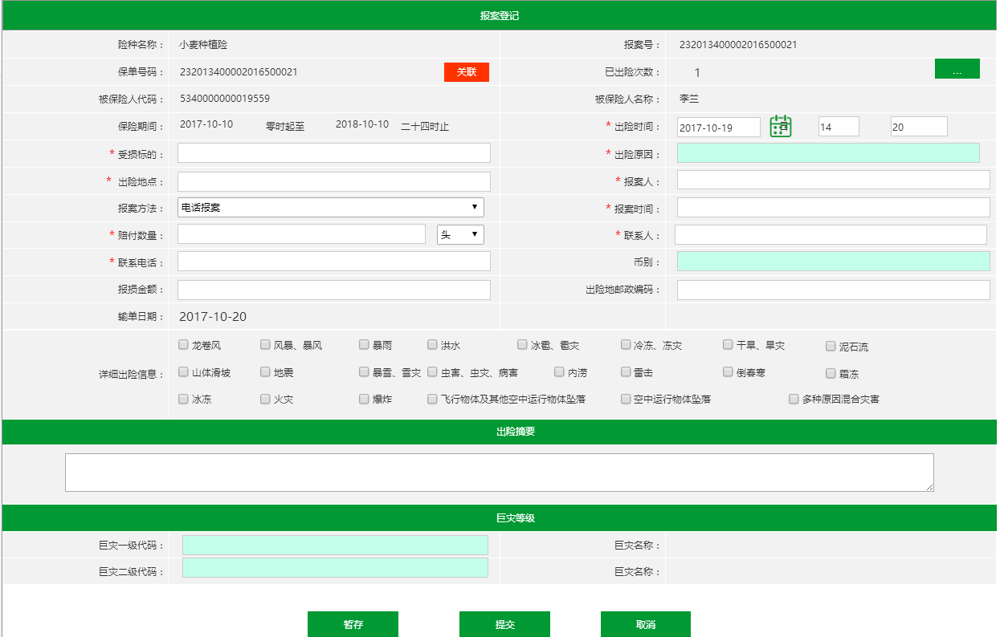 报案登记
险种名称： 小麦种植险 报案号： 232013400002016500021
保单号码： 232013400002016500021 关联 已出险次数： 1 ...
被保险人代码： 5340000000019559 被保险人名称： 李兰
保险期间： 2017-10-10 零时起至 2018-10-10 二十四时止 * 出险时间： 2017-10-19 14 20
* 受损标的： * 出险原因：
* 出险地点： * 报案人：
报案方法： 电话报案 * 报案时间：
* 赔付数量： 头 * 联系人：
* 联系电话： 币别：
报损金额： 出险地邮政编码：
输单日期： 2017-10-20
龙卷风 风暴、暴风 暴雨 洪水 冰雹、雹灾 冷冻、冻灾 干旱、旱灾 泥石流
详细出险信息： 山体滑坡 地震 暴雪、雪灾 虫害、虫灾、病害 内涝 雷击 倒春寒 霜冻
冰冻 火灾 爆炸 飞行物体及其他空中运行物体坠落 空中运行物体坠落 多种原因混合灾害
出险摘要
巨灾等级
巨灾一级代码： 巨灾名称：
巨灾二级代码： 巨灾名称：
暂存 提交 取消